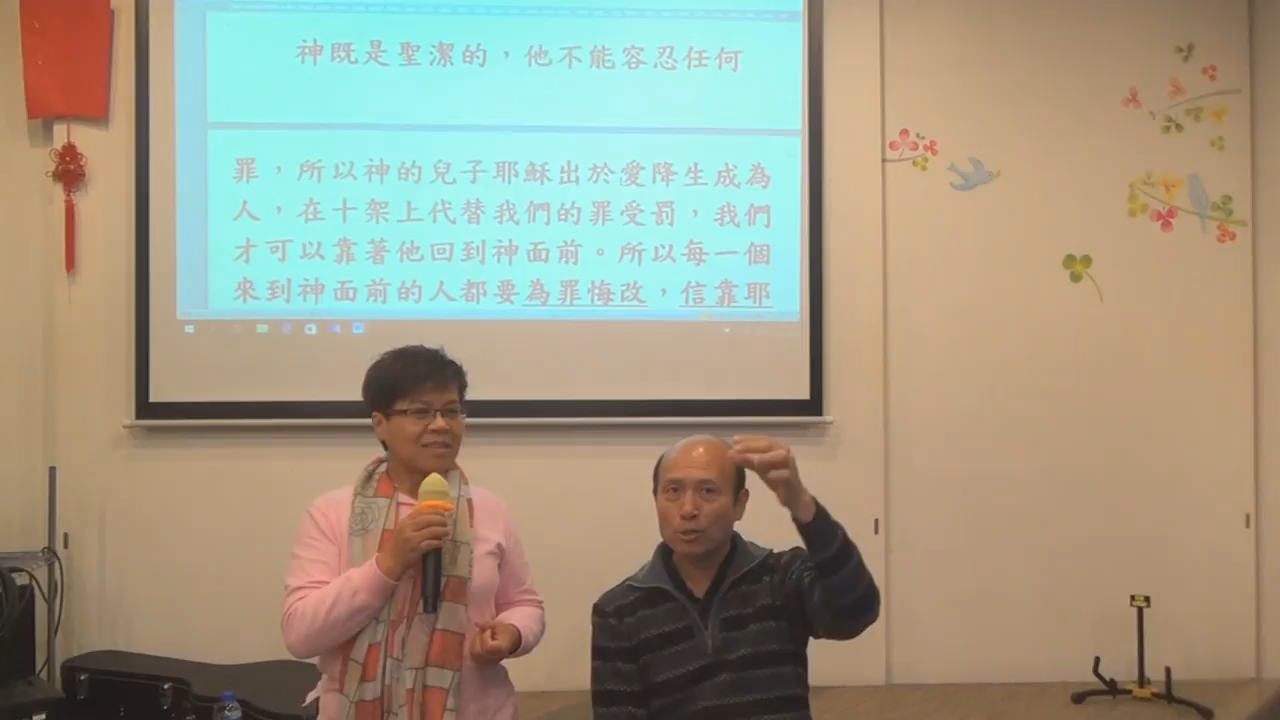 神既是聖潔的，他不能容忍任何
罪，所以神的兒子耶穌出於愛降生成為
人，在十架上代替我們的罪受罰，我們
才可以靠著他回到神面前。所以每一個
來到神面前的人都要為罪悔改，信靠耶